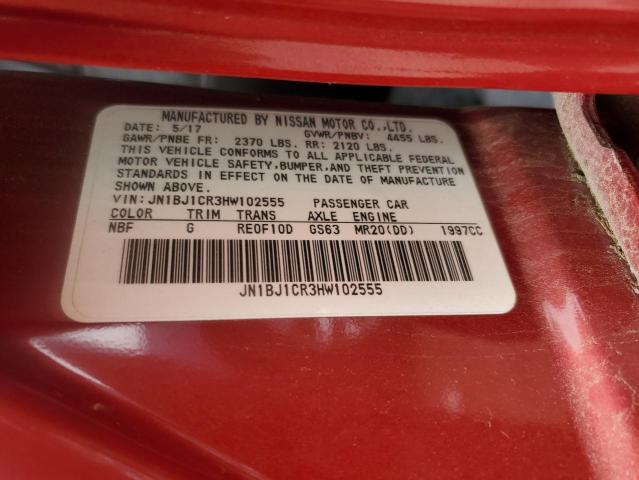 MANUFACTURED BY NISSAN MOTOR CO.,LTD.
DATE: 5/17 GVWR/PNBV: 4455 LBS.
GAWR/PNBE FR: 2370 LBS. RR: 2120 LBS.
THIS VEHICLE CONFORMS TO ALL APPLICABLE FEDERAL
MOTOR VEHICLE SAFETY,BUMPER,AND THEFT PREVENTION
STANDARDS IN EFFECT ON THE DATE OF MANUFACTURE
SHOWN ABOVE.
VIN: JN1BJ1CR3HW102555 PASSENGER CAR
COLOR TRIM TRANS AXLE ENGINE
NBF G RE0F10D GS63 MR20(DD) 1997CC
JN1BJ1CR3HW102555